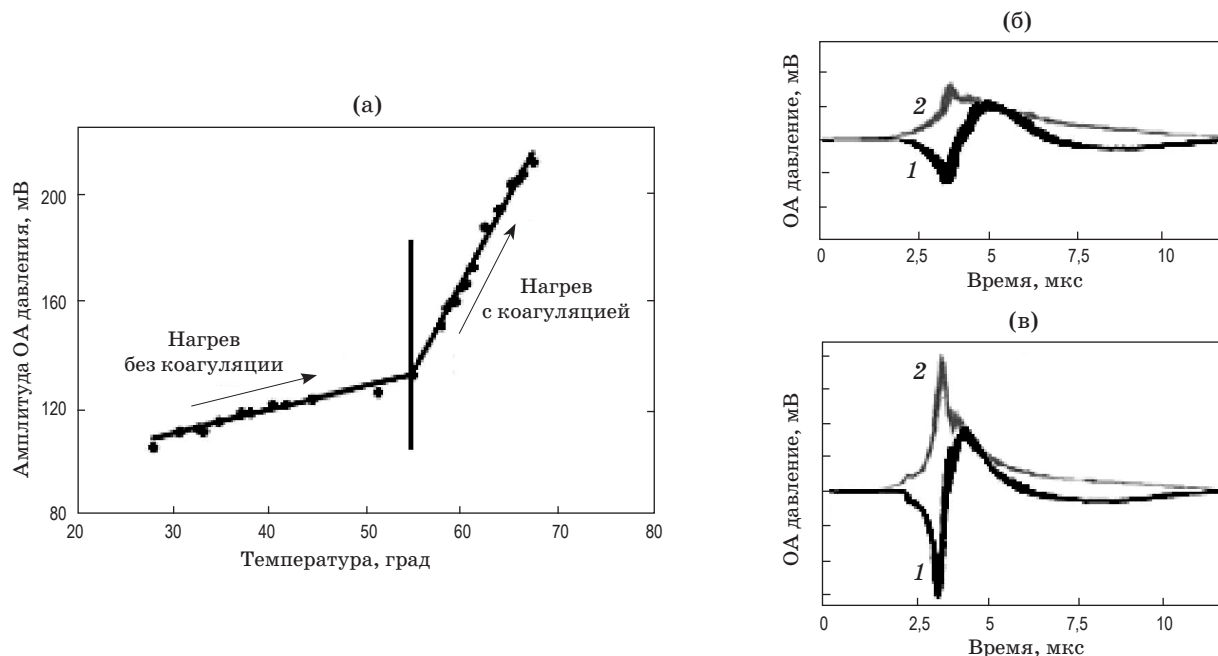 (а)
Амплитуда ОА давления, мВ
200
160
120
80
Нагрев
без коагуляции
Нагрев
с коагуляцией
20 30 40 50 60 70 80
Температура, град
(б)
ОА давление, мВ
2
1
0 2,5 5 7,5 10
Время, мкс
(в)
ОА давление, мВ
2
1
0 2,5 5 7,5 10
Время, мкс